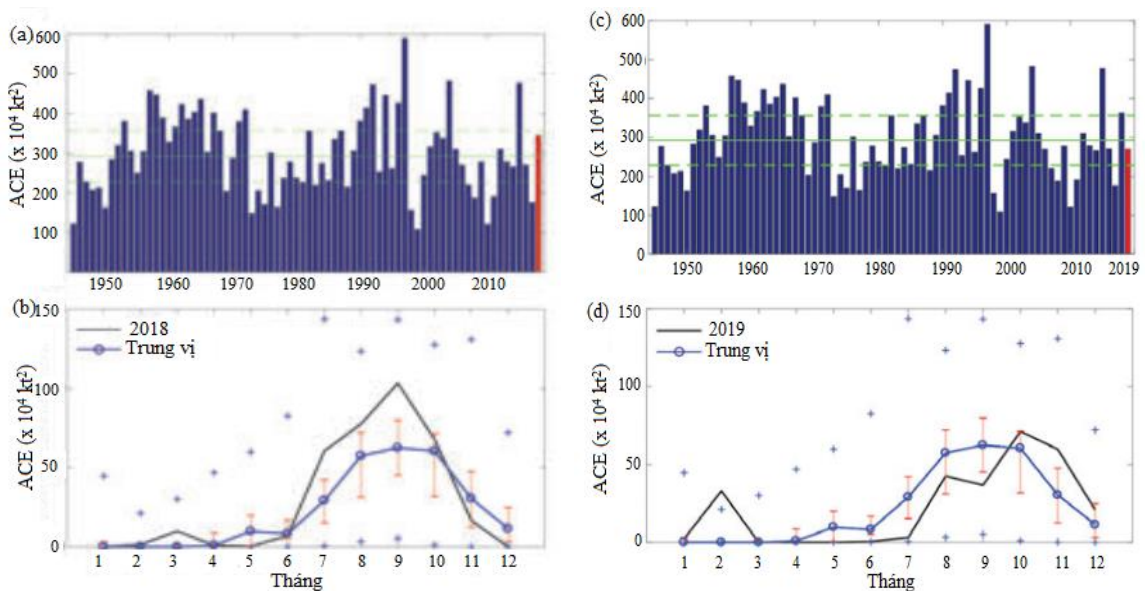 (a)
600
500
400
300
200
100
ACE (x 10⁴ kt²)
1950 1960 1970 1980 1990 2000 2010
(b)
150
100
50
0
ACE (x 10⁴ kt²)
2018
Trung vị
1 2 3 4 5 6 7 8 9 10 11 12
Tháng
(c)
600
500
400
300
200
100
0
ACE (x 10⁴ kt²)
1950 1960 1970 1980 1990 2000 2010 2019
(d)
150
100
50
0
ACE (x 10⁴ kt²)
2019
Trung vị
1 2 3 4 5 6 7 8 9 10 11 12
Tháng